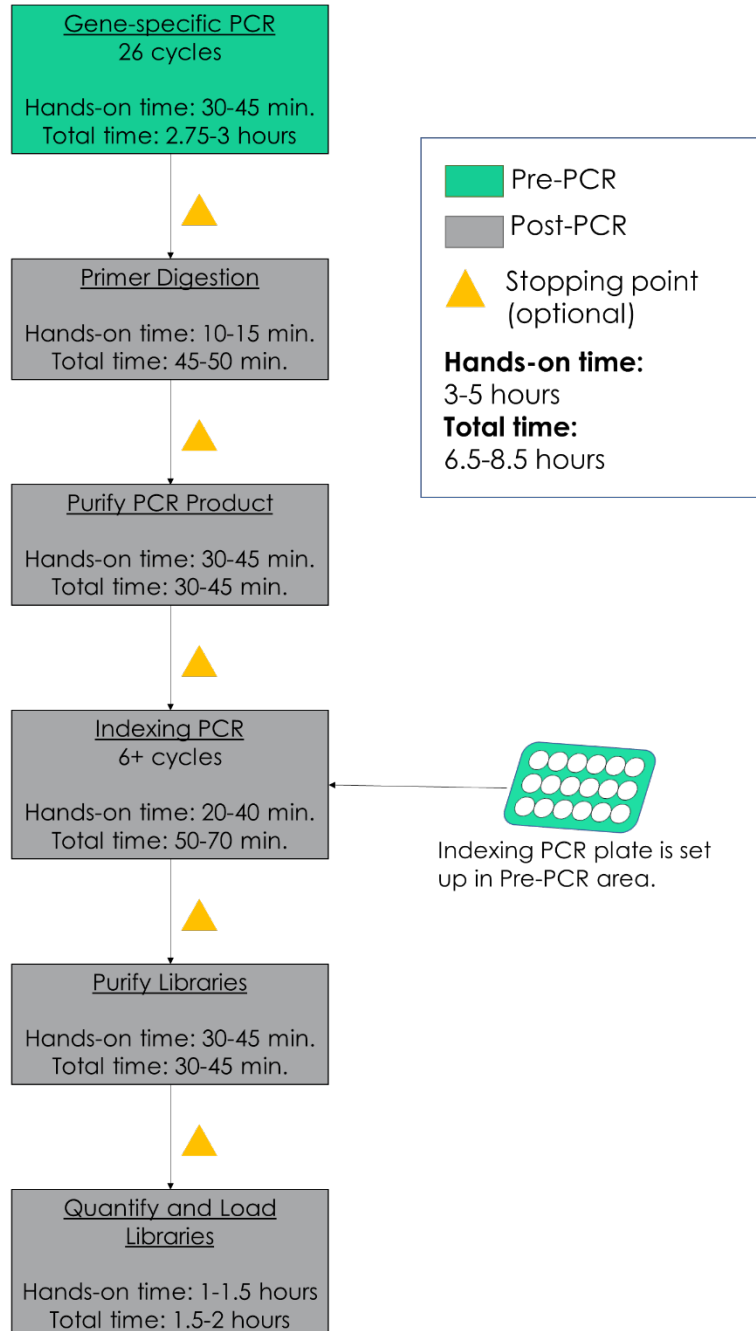 Gene-specific PCR
26 cycles
Hands-on time: 30-45 min.
Total time: 2.75-3 hours
Primer Digestion
Hands-on time: 10-15 min.
Total time: 45-50 min.
Purify PCR Product
Hands-on time: 30-45 min.
Total time: 30-45 min.
Indexing PCR
6+ cycles
Hands-on time: 20-40 min.
Total time: 50-70 min.
Indexing PCR plate is set
up in Pre-PCR area.
Purify Libraries
Hands-on time: 30-45 min.
Total time: 30-45 min.
Quantify and Load
Libraries
Hands-on time: 1-1.5 hours
Total time: 1.5-2 hours
Pre-PCR
Post-PCR
Stopping point
(optional)
Hands-on time:
3-5 hours
Total time:
6.5-8.5 hours